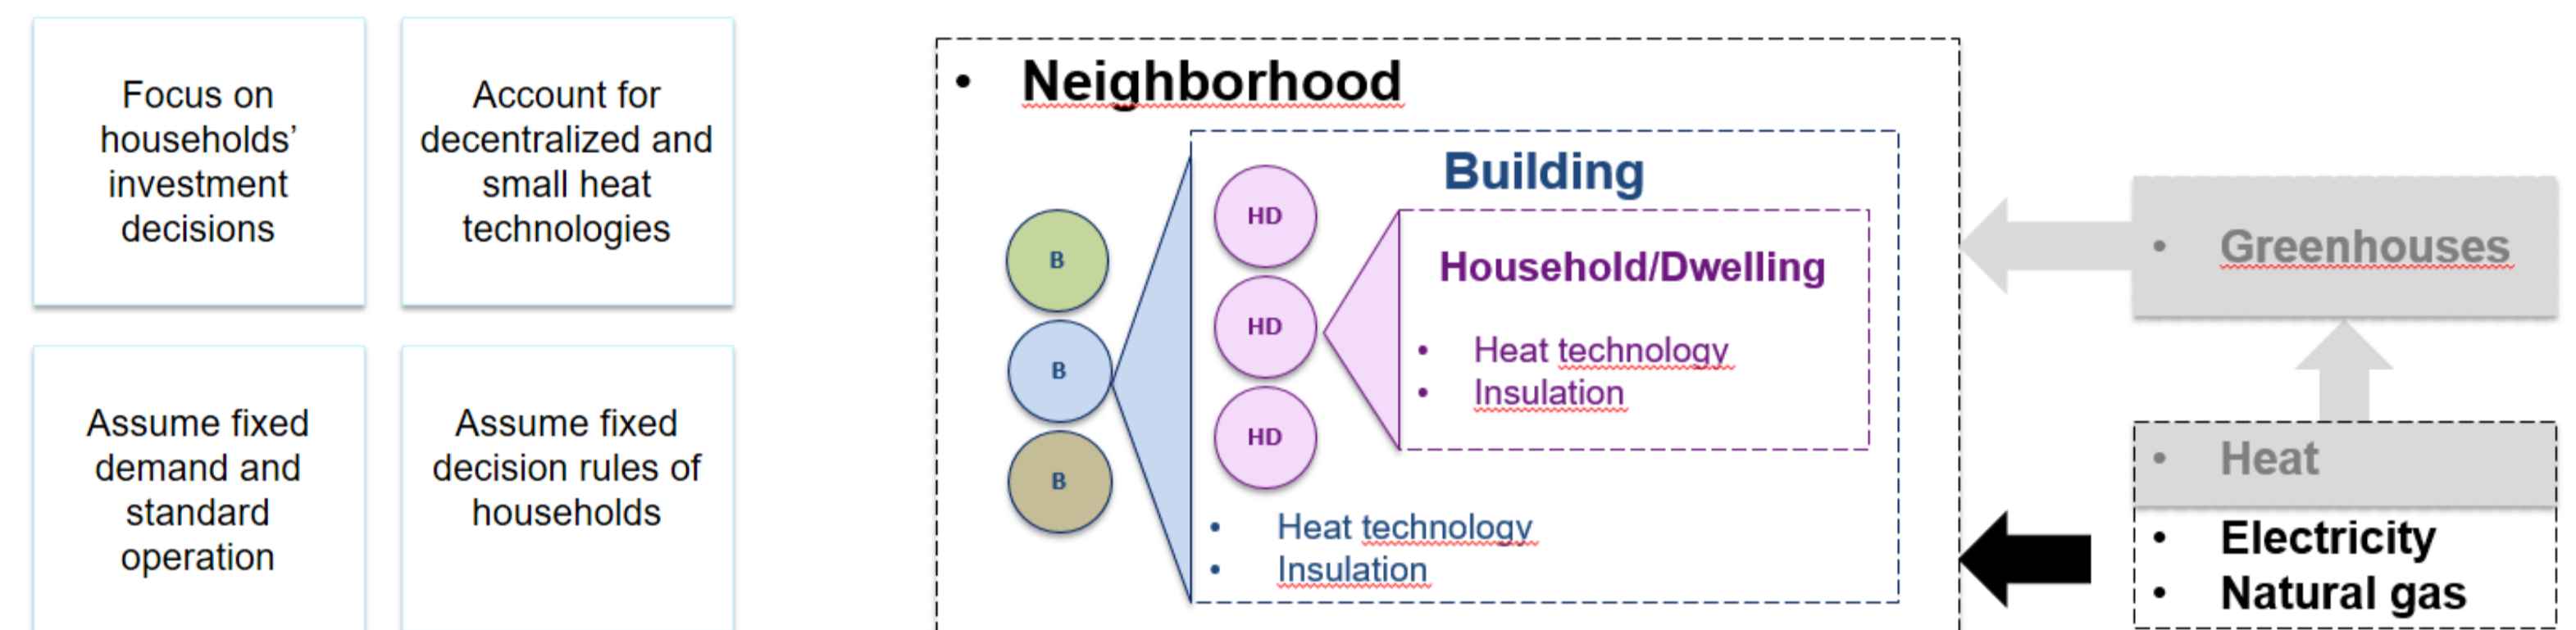 Focus on
households’
investment
decisions
Account for
decentralized and
small heat
technologies
Assume fixed
demand and
standard
operation
Assume fixed
decision rules of
households
• Neighborhood
Building
B
B
B
HD
HD
HD
Household/Dwelling
• Heat technology
• Insulation
• Heat technology
• Insulation
• Greenhouses
• Heat
• Electricity
• Natural gas